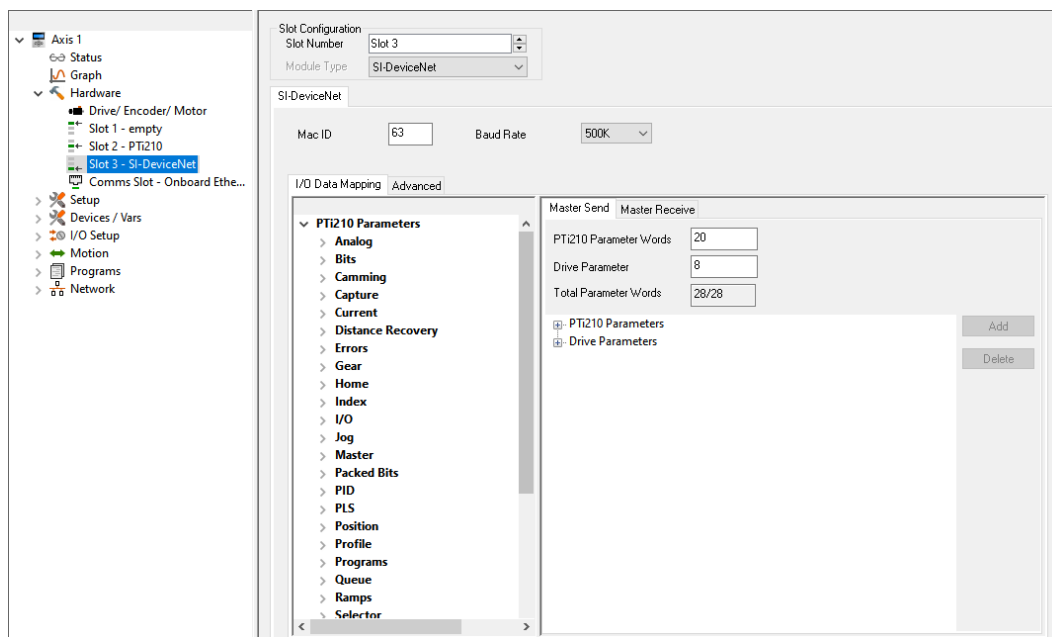 Axis 1
Status
Graph
Hardware
Drive/ Encoder/ Motor
Slot 1 - empty
Slot 2 - PTi210
Slot 3 - SI-DeviceNet
Comms Slot - Onboard Ethe...
Setup
Devices / Vars
I/O Setup
Motion
Programs
Network
Slot Configuration
Slot Number Slot 3
Module Type SI-DeviceNet
SI-DeviceNet
Mac ID 63 Baud Rate 500K
I/O Data Mapping Advanced
PTi210 Parameters
Analog
Bits
Camming
Capture
Current
Distance Recovery
Errors
Gear
Home
Index
I/O
Jog
Master
Packed Bits
PID
PLS
Position
Profile
Programs
Queue
Ramps
Selector
Master Send Master Receive
PTi210 Parameter Words 20
Drive Parameter 8
Total Parameter Words 28/28
PTi210 Parameters
Drive Parameters
Add
Delete